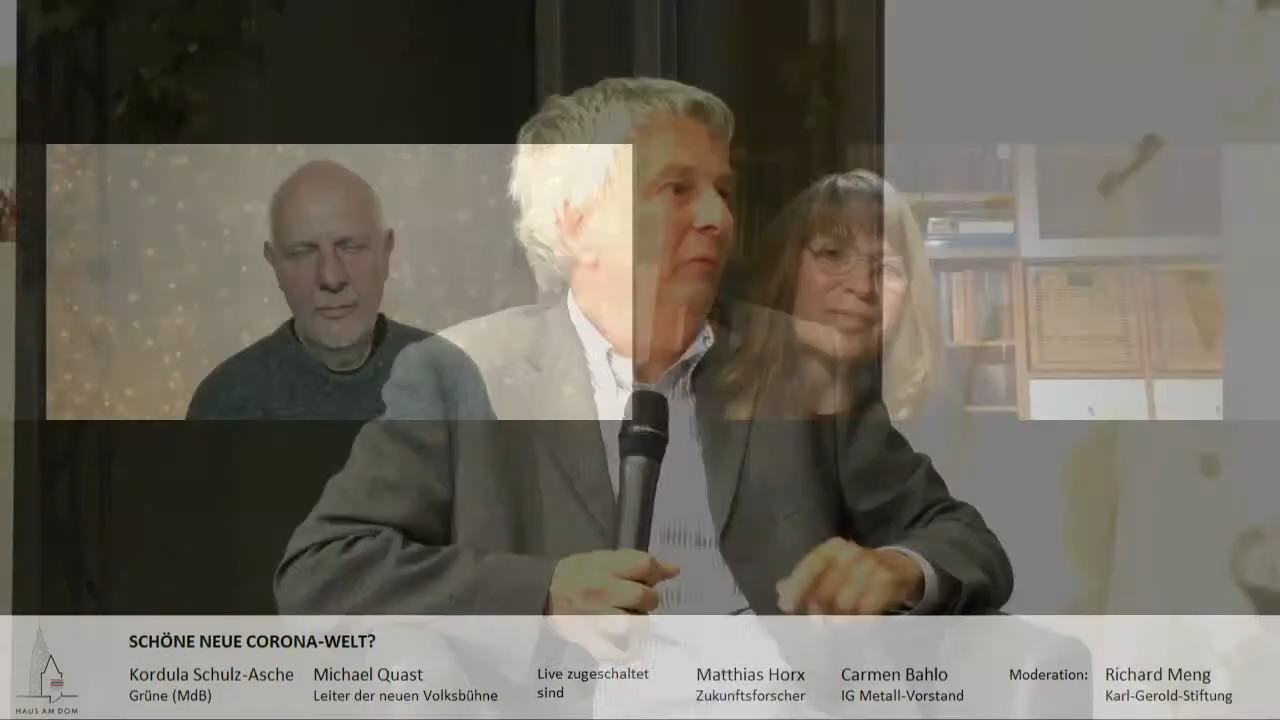 SCHÖNE NEUE CORONA-WELT?
Kordula Schulz-Asche
Grüne (MdB)
Michael Quast
Leiter der neuen Volksbühne
Live zugeschaltet
sind
Matthias Horx
Zukunftsforscher
Carmen Bahlo
IG Metall-Vorstand
Moderation:
Richard Meng
Karl-Gerold-Stiftung
HAUS AM DOM